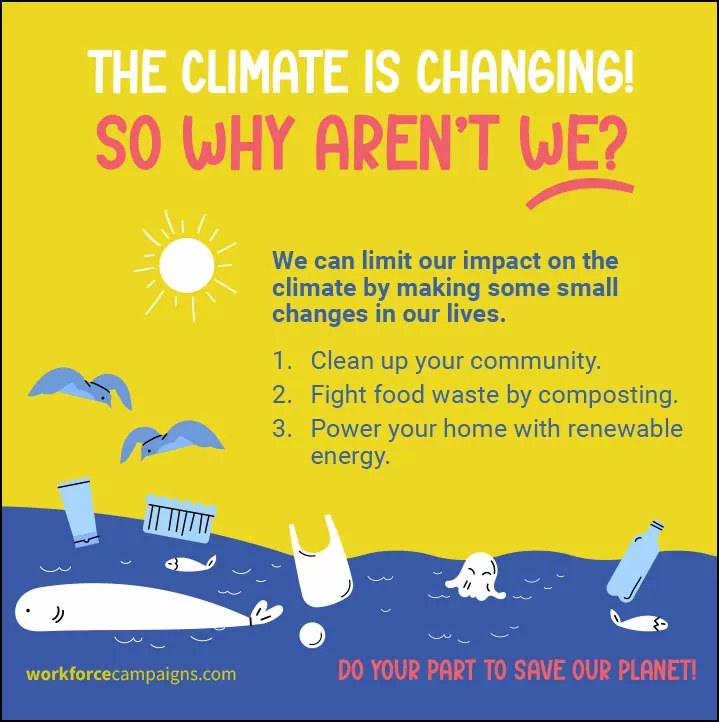 THE CLIMATE IS CHANGING!
SO WHY AREN'T WE?
We can limit our impact on the
climate by making some small
changes in our lives.
1. Clean up your community.
2. Fight food waste by composting.
3. Power your home with renewable
energy.
workforcecampaigns.com
DO YOUR PART TO SAVE OUR PLANET!